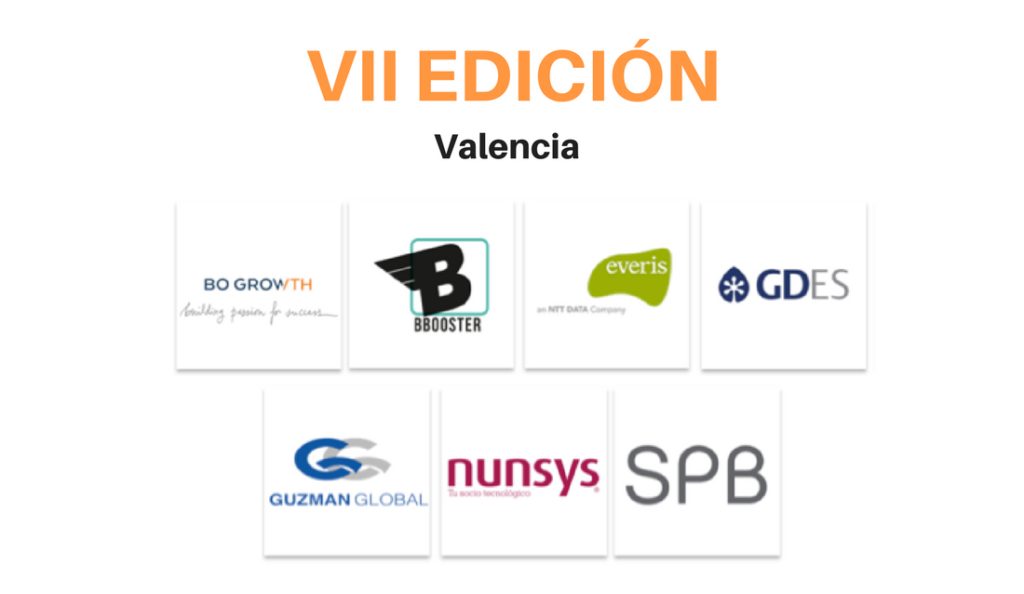 VII EDICIÓN
Valencia
BO GROWTH
building passion for success
BBOOSTER
everis
an NTT DATA Company
GDES
GUZMAN GLOBAL
nunsys
Tu socio tecnológico
SPB